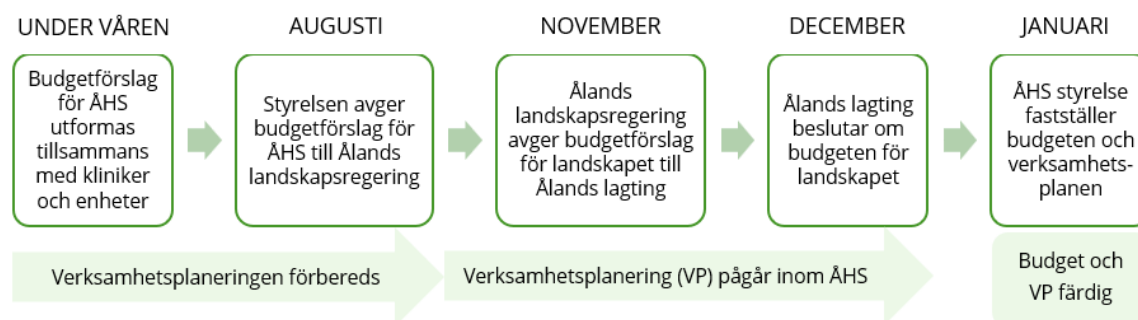 UNDER VÅREN
Budgetförslag
för ÅHS
utformas
tillsammans
med kliniker
och enheter
AUGUSTI
Styrelsen avger
budgetförslag för
ÅHS till Ålands
landskapsregering
NOVEMBER
Ålands
landskapsregering
avger budgetförslag
för landskapet till
Ålands lagting
DECEMBER
Ålands lagting
beslutar om
budgeten för
landskapet
JANUARI
ÅHS styrelse
fastställer
budgeten och
verksamhets-
planen
Verksamhetsplaneringen förbereds
Verksamhetsplanering (VP) pågår inom ÅHS
Budget och
VP färdig